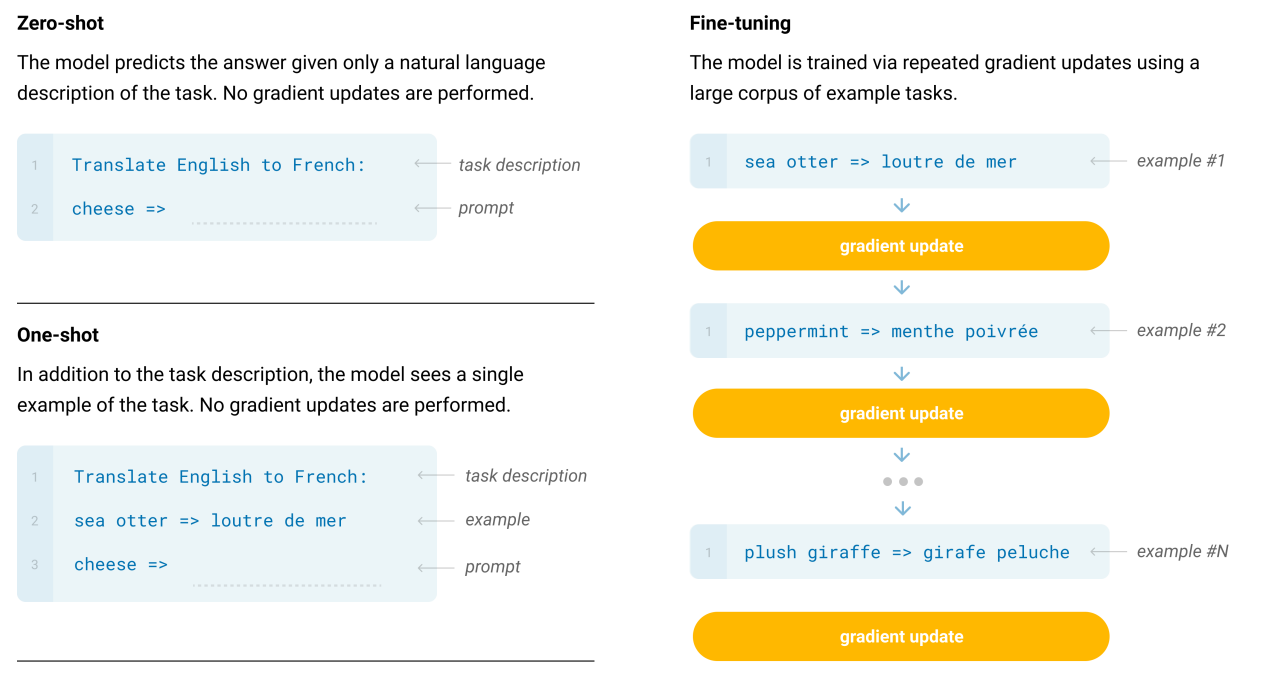 Zero-shot
The model predicts the answer given only a natural language
description of the task. No gradient updates are performed.
1 Translate English to French: task description
2 cheese => prompt
One-shot
In addition to the task description, the model sees a single
example of the task. No gradient updates are performed.
1 Translate English to French: task description
2 sea otter => loutre de mer example
3 cheese => prompt
Fine-tuning
The model is trained via repeated gradient updates using a
large corpus of example tasks.
1 sea otter => loutre de mer example #1
gradient update
1 peppermint => menthe poivrée example #2
gradient update
1 plush giraffe => girafe peluche example #N
gradient update